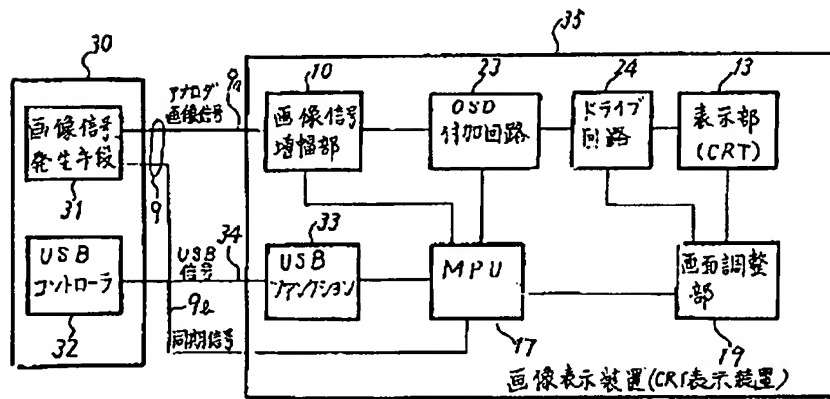 35
30
10
23
24
13
アナログ
画像信号
9a
画像信号
発生手段
31
9
画像信号
増幅部
OSD
付加回路
ドライブ
回路
表示部
(CRT)
33
34
USB
コントローラ
32
USB
信号
USB
ファンクション
MPU
画面調整
部
9b
同期信号
17
19
画像表示装置(CRT表示装置)